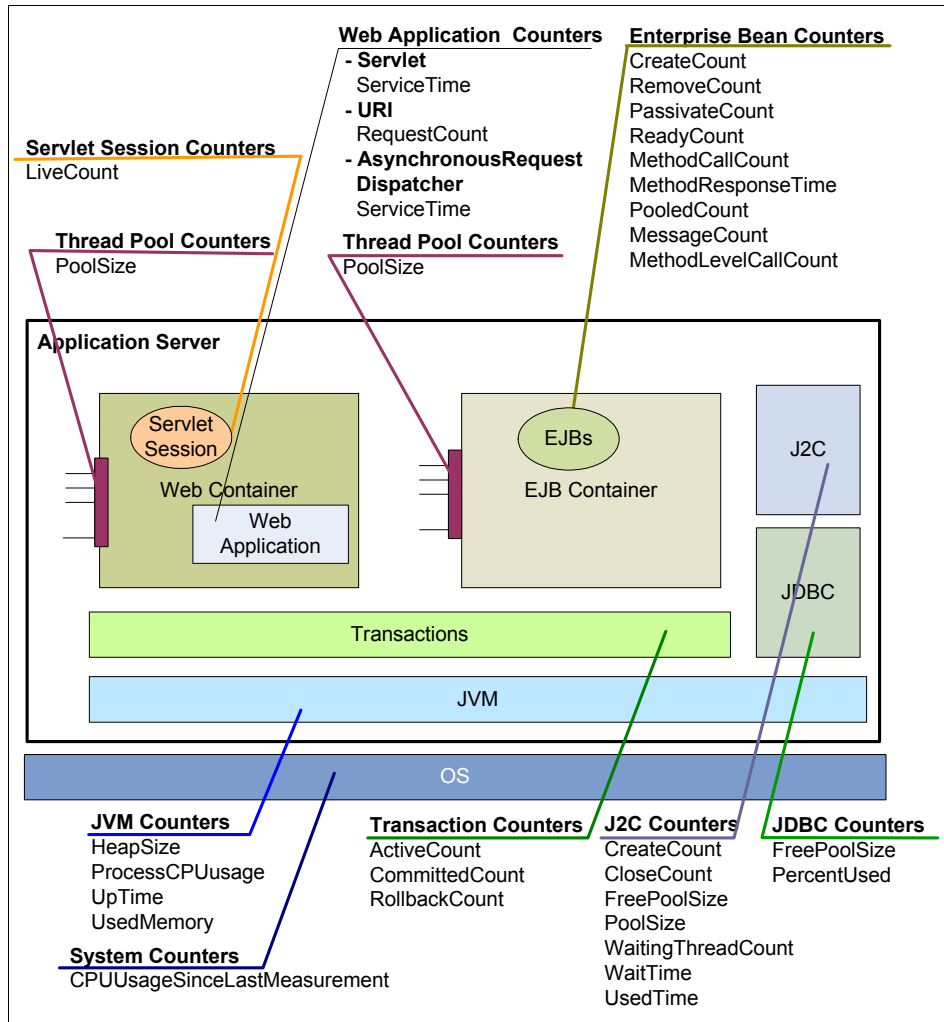 Web Application Counters
- Servlet
ServiceTime
- URI
RequestCount
- AsynchronousRequest
Dispatcher
ServiceTime
Enterprise Bean Counters
CreateCount
RemoveCount
PassivateCount
ReadyCount
MethodCallCount
MethodResponseTime
PooledCount
MessageCount
MethodLevelCallCount
Servlet Session Counters
LiveCount
Thread Pool Counters
PoolSize
Thread Pool Counters
PoolSize
Application Server
Servlet
Session
Web Container
Web
Application
EJBs
EJB Container
J2C
JDBC
Transactions
JVM
OS
JVM Counters
HeapSize
ProcessCPUusage
UpTime
UsedMemory
System Counters
CPUUsageSinceLastMeasurement
Transaction Counters
ActiveCount
CommittedCount
RollbackCount
J2C Counters
CreateCount
CloseCount
FreePoolSize
PoolSize
WaitingThreadCount
WaitTime
UsedTime
JDBC Counters
FreePoolSize
PercentUsed